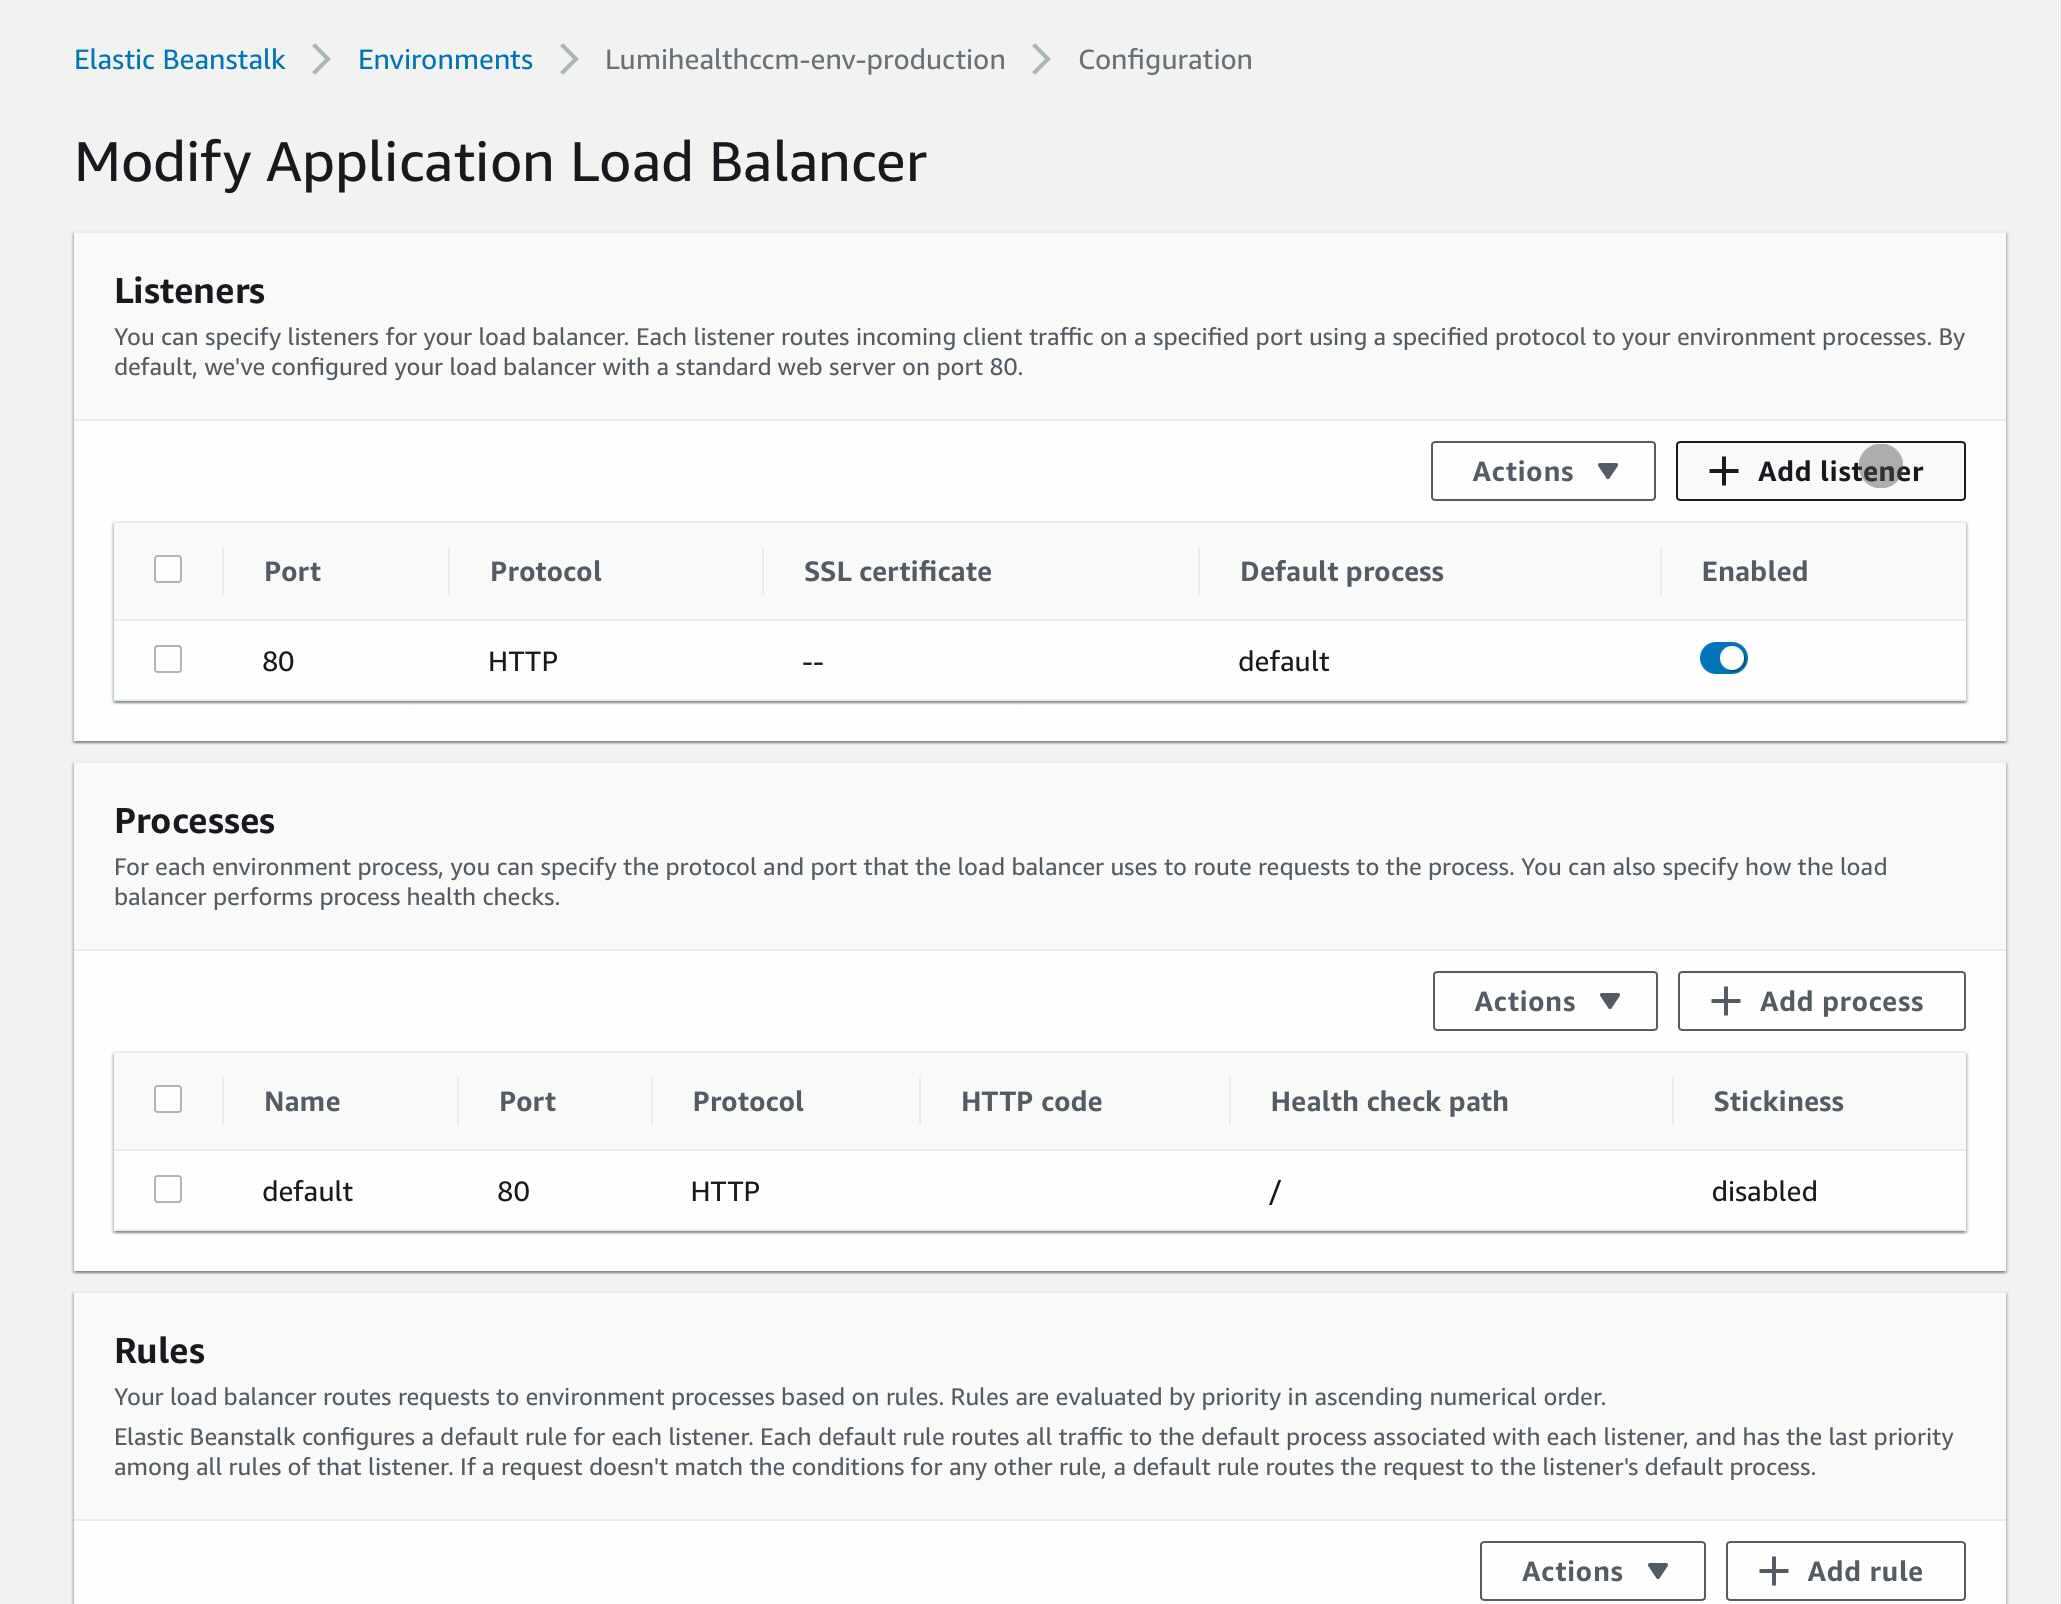 Elastic Beanstalk > Environments > Lumihealthccm-env-production > Configuration
Modify Application Load Balancer
Listeners
You can specify listeners for your load balancer. Each listener routes incoming client traffic on a specified port using a specified protocol to your environment processes. By
default, we've configured your load balancer with a standard web server on port 80.
Actions ▼ + Add listener
Port Protocol SSL certificate Default process Enabled
80 HTTP -- default
Processes
For each environment process, you can specify the protocol and port that the load balancer uses to route requests to the process. You can also specify how the load
balancer performs process health checks.
Actions ▼ + Add process
Name Port Protocol HTTP code Health check path Stickiness
default 80 HTTP / disabled
Rules
Your load balancer routes requests to environment processes based on rules. Rules are evaluated by priority in ascending numerical order.
Elastic Beanstalk configures a default rule for each listener. Each default rule routes all traffic to the default process associated with each listener, and has the last priority
among all rules of that listener. If a request doesn't match the conditions for any other rule, a default rule routes the request to the listener's default process.
Actions ▼ + Add rule